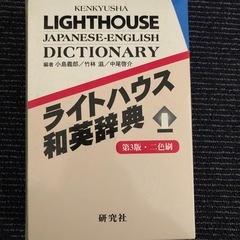 KENKYUSHA
LIGHTHOUSE
JAPANESE-ENGLISH
DICTIONARY
編者 小島義郎／竹林 滋／中尾啓介
ライトハウス
和英辞典
第3版・二色刷
研究社